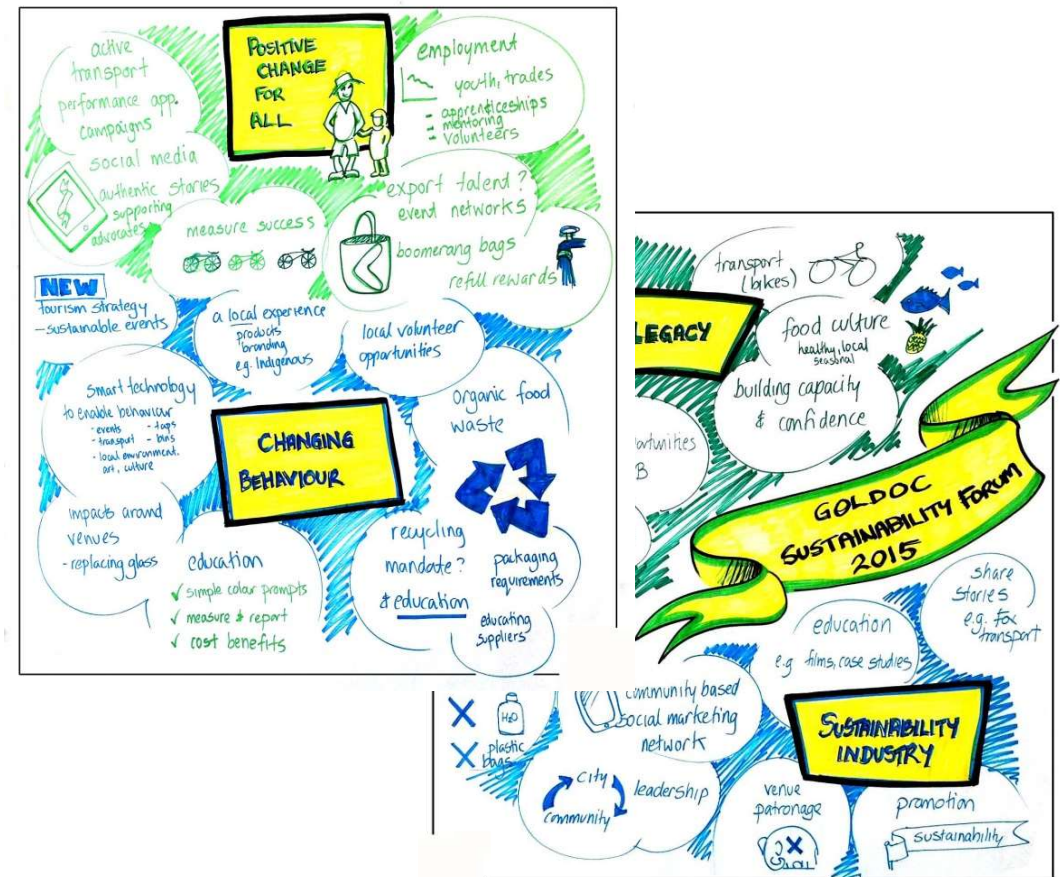 active
transport
performance app.
campaigns
social media
authentic stories
supporting
advocates
POSITIVE
CHANGE
FOR
ALL
employment
youth, trades
- apprenticeships
- mentoring
- volunteers
measure success
export talent?
event networks
boomerang bags
refill rewards
NEW
tourism strategy
- sustainable events
a local experience
products
branding
e.g. Indigenous
local volunteer
opportunities
smart technology
to enable behaviour
- events - taps
- transport - bins
- local environment.
art, culture
CHANGING
BEHAVIOUR
organic food
waste
impacts around
venues
- replacing glass
education
✓ simple color prompts
✓ measure & report
✓ cost benefits
recycling
mandate?
& education
packaging
requirements
educating
suppliers
transport
(bikes)
LEGACY
food culture
healthy, local
seasonal
building capacity
& confidence
B
GOLDOC
SUSTAINABILITY FORUM
2015
share
stories
e.g. Fox
transport
education
e.g films, case studies
SUSTAINABILITY
INDUSTRY
H2O
plastic
bags
community based
social marketing
network
city
community
leadership
venue
patronage
promotion
sustainability